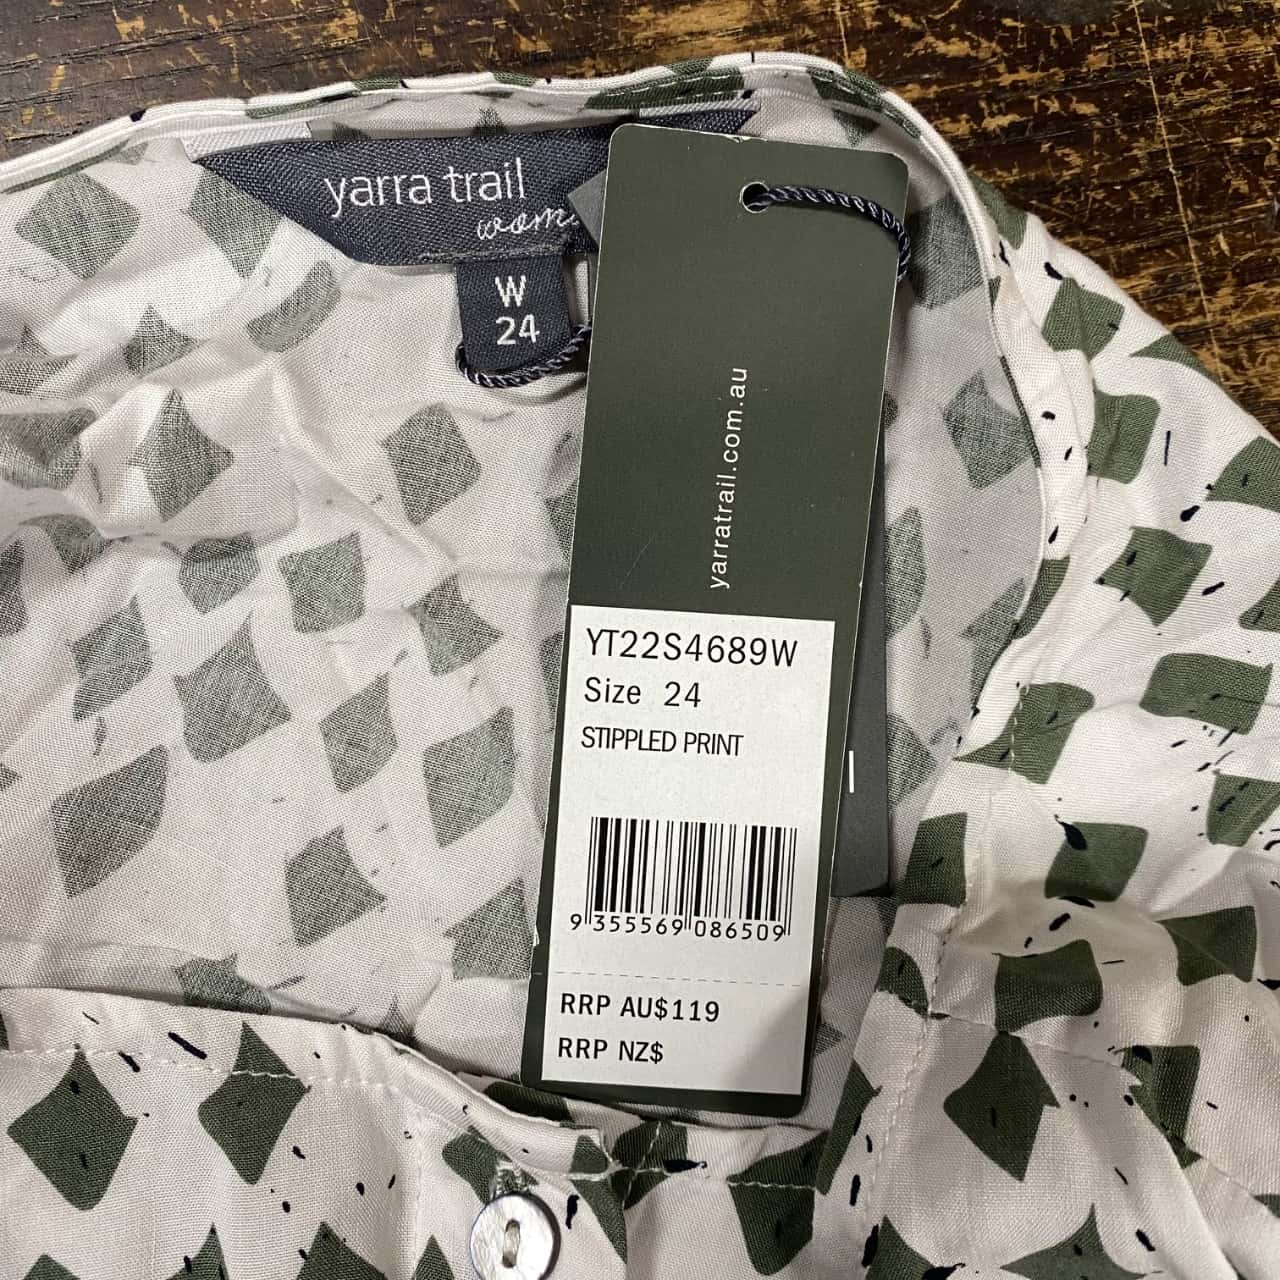 yarra trail
W
24
yarratrail.com.au
YT22S4689W
Size 24
STIPPLED PRINT
9 355569 086509
RRP AU$119
RRP NZ$